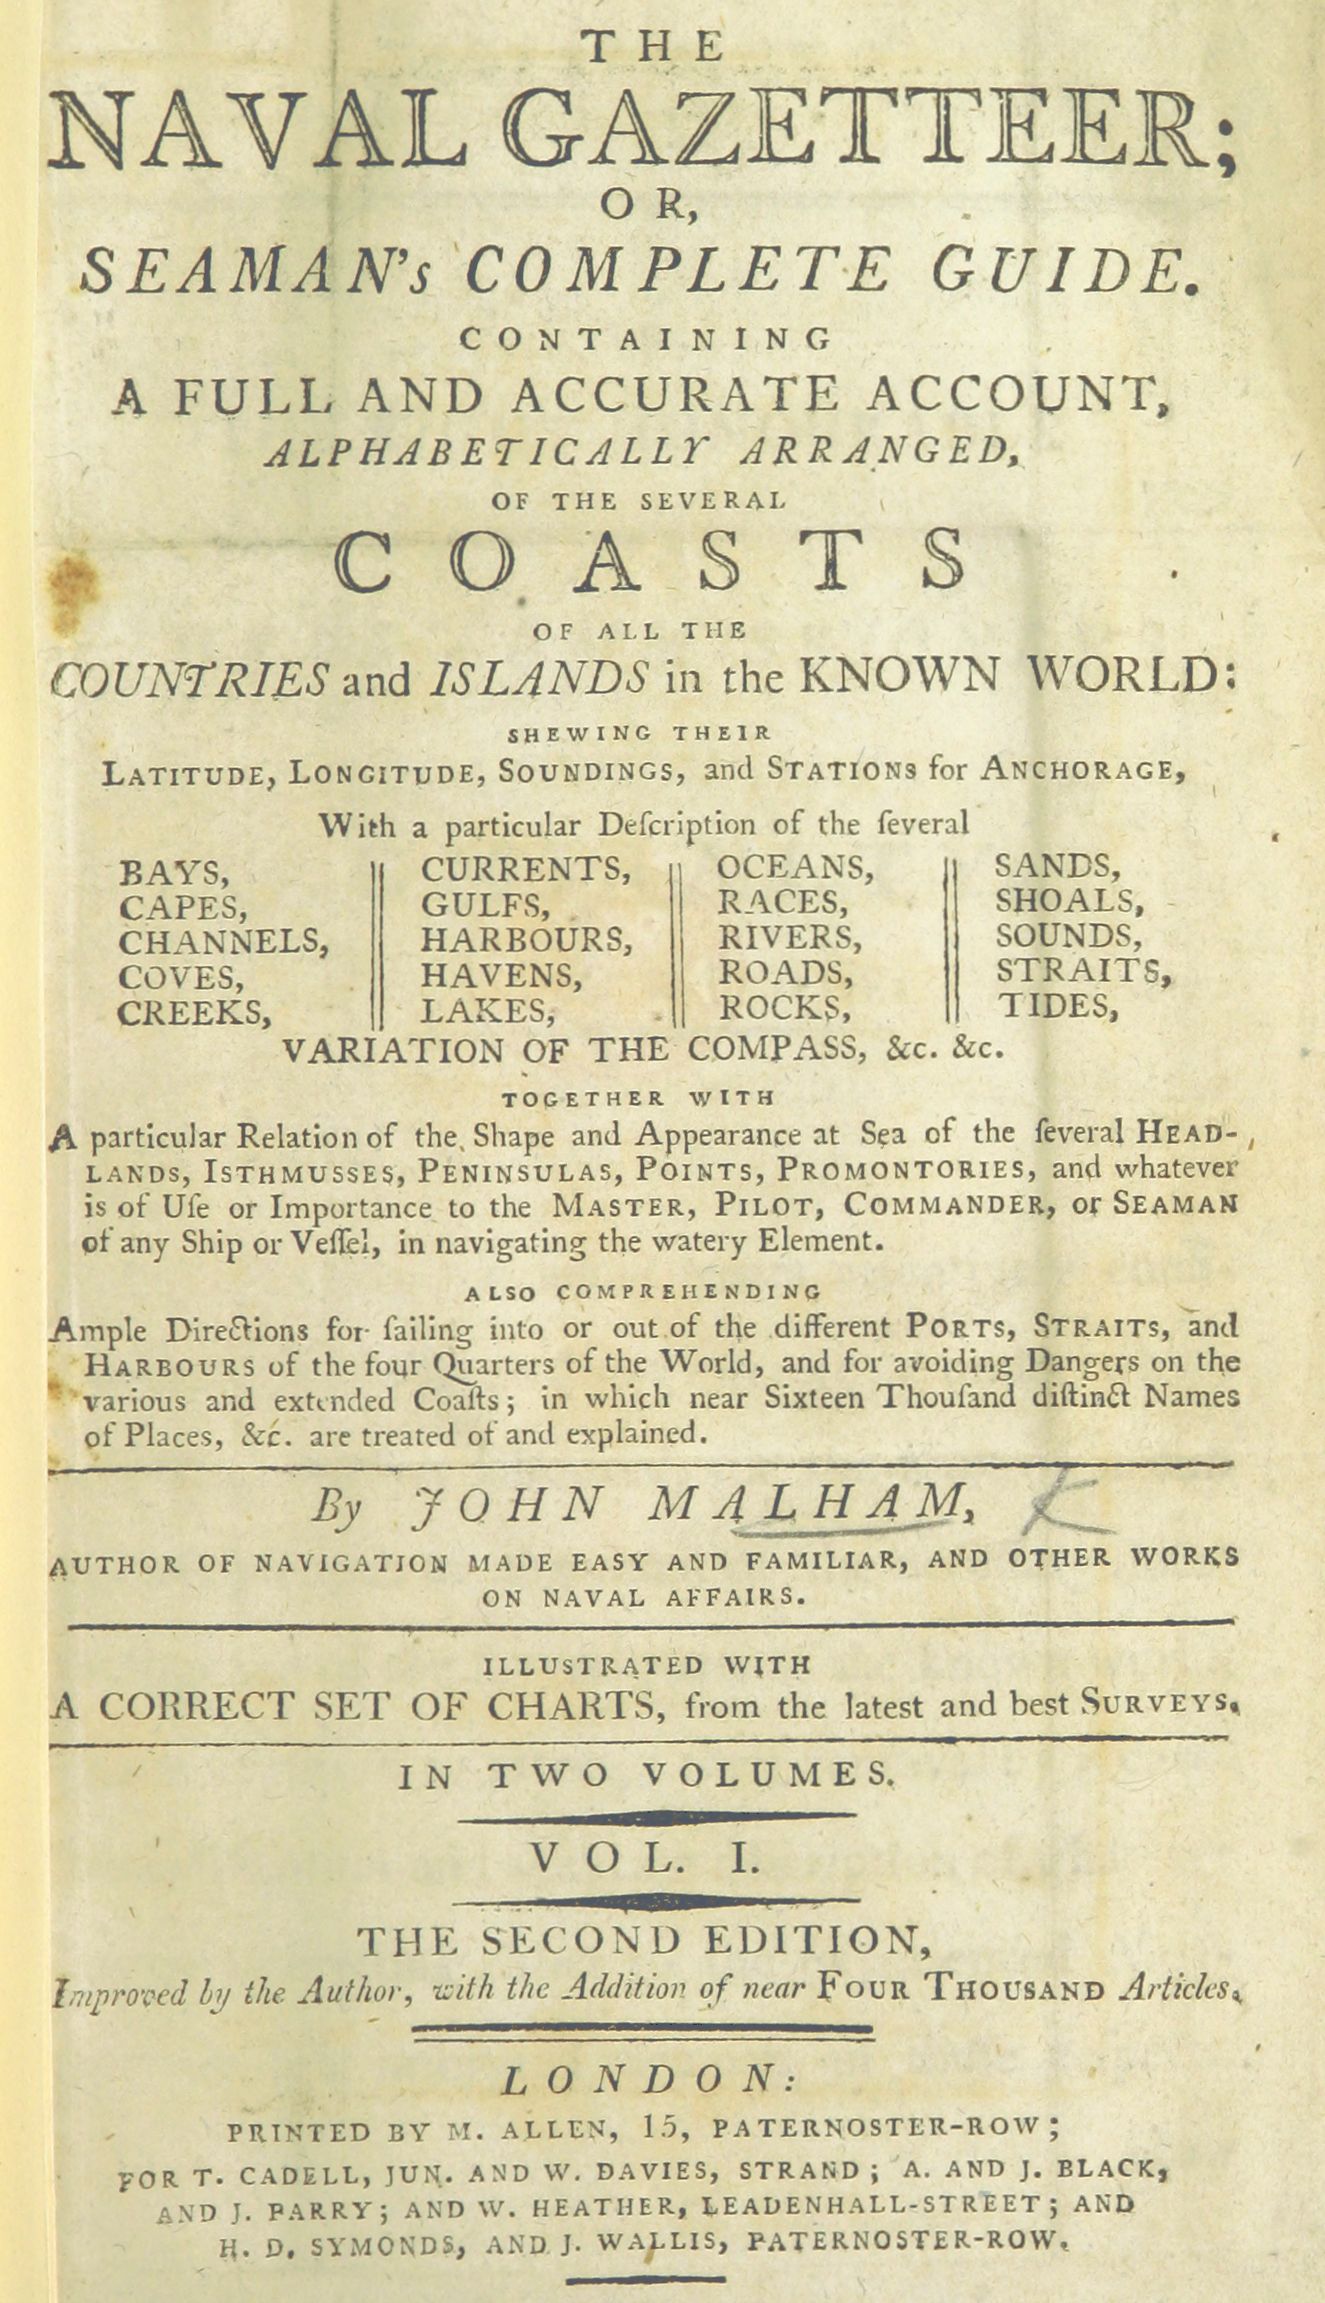 THE
NAVAL GAZETTEER;
OR,
SEAMAN's COMPLETE GUIDE.
CONTAINING
A FULL AND ACCURATE ACCOUNT,
ALPHABETICALLY ARRANGED,
OF THE SEVERAL
COASTS
OF ALL THE
COUNTRIES and ISLANDS in the KNOWN WORLD:
SHEWING THEIR
LATITUDE, LONGITUDE, SOUNDINGS, and STATIONS for ANCHORAGE,
With a particular Deſcription of the ſeveral
BAYS,
CAPES,
CHANNELS,
COVES,
CREEKS,
CURRENTS,
GULFS,
HARBOURS,
HAVENS,
LAKES,
OCEANS,
RACES,
RIVERS,
ROADS,
ROCKS,
SANDS,
SHOALS,
SOUNDS,
STRAITS,
TIDES,
VARIATION OF THE COMPASS, &c. &c.
TOGETHER WITH
A particular Relation of the Shape and Appearance at Sea of the ſeveral HEAD-
LANDS, ISTHMUSSES, PENINSULAS, POINTS, PROMONTORIES, and whatever
is of Uſe or Importance to the MASTER, PILOT, COMMANDER, or SEAMAN
of any Ship or Veſſel, in navigating the watery Element.
ALSO COMPREHENDING
Ample Directions for ſailing into or out of the different PORTS, STRAITS, and
HARBOURS of the four Quarters of the World, and for avoiding Dangers on the
various and extended Coaſts; in which near Sixteen Thouſand diſtinct Names
of Places, &c. are treated of and explained.
By JOHN MALHAM,
AUTHOR OF NAVIGATION MADE EASY AND FAMILIAR, AND OTHER WORKS
ON NAVAL AFFAIRS.
ILLUSTRATED WITH
A CORRECT SET OF CHARTS, from the latest and best SURVEYS.
IN TWO VOLUMES.
VOL. I.
THE SECOND EDITION,
Improved by the Author, with the Addition of near FOUR THOUSAND Articles.
LONDON:
PRINTED BY M. ALLEN, 15, PATERNOSTER-ROW;
FOR T. CADELL, JUN. AND W. DAVIES, STRAND; A. AND J. BLACK,
AND J. PARRY; AND W. HEATHER, LEADENHALL-STREET; AND
H. D. SYMONDS, AND J. WALLIS, PATERNOSTER-ROW.